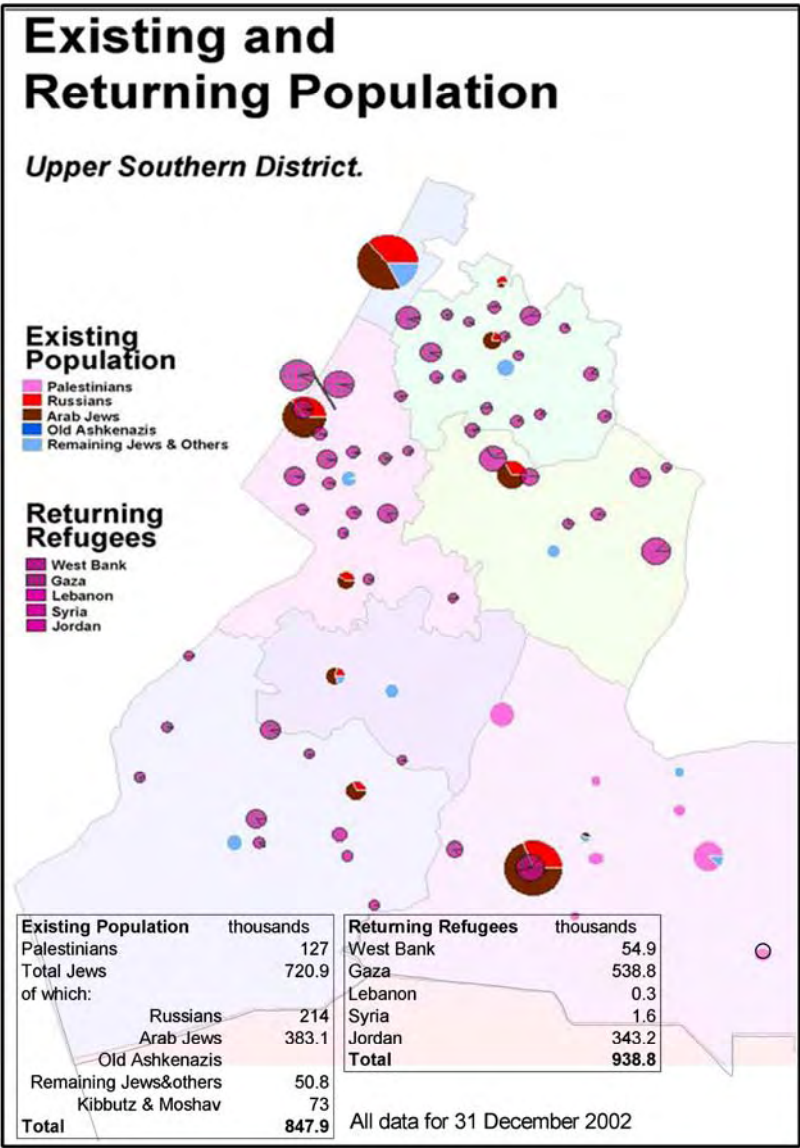 Existing and
Returning Population
Upper Southern District.
Existing
Population
Palestinians
Russians
Arab Jews
Old Ashkenazis
Remaining Jews & Others
Returning
Refugees
West Bank
Gaza
Lebanon
Syria
Jordan
Existing Population thousands
Palestinians 127
Total Jews 720.9
of which:
Russians 214
Arab Jews 383.1
Old Ashkenazis
Remaining Jews&others 50.8
Kibbutz & Moshav 73
Total 847.9
Returning Refugees thousands
West Bank 54.9
Gaza 538.8
Lebanon 0.3
Syria 1.6
Jordan 343.2
Total 938.8
All data for 31 December 2002